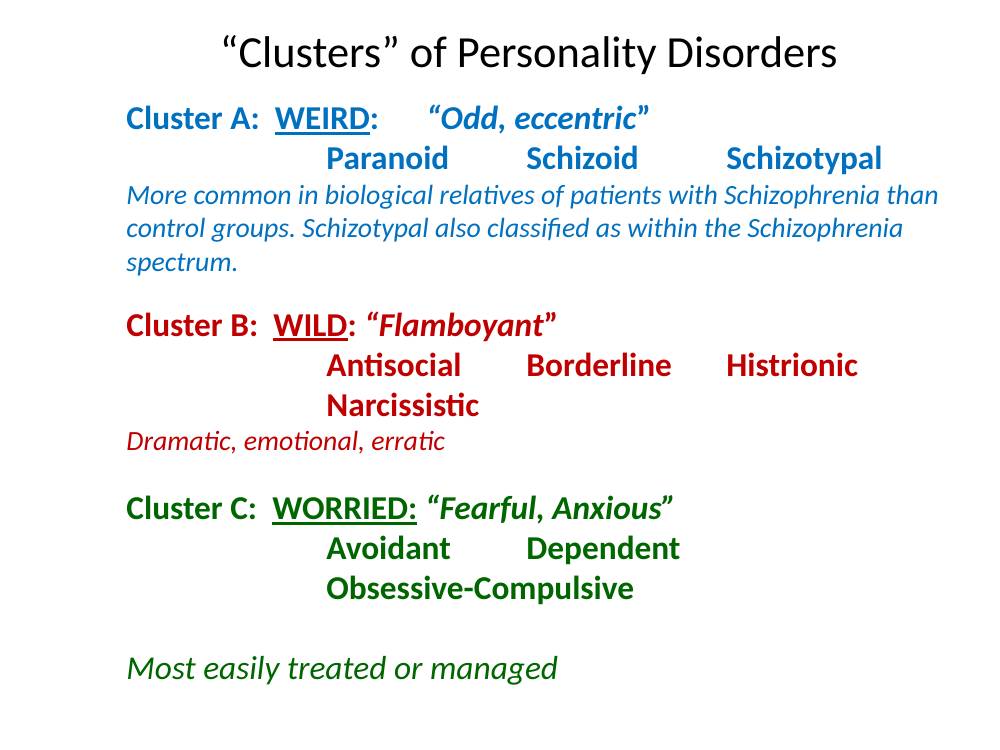 “Clusters” of Personality Disorders
Cluster A: WEIRD: “Odd, eccentric”
Paranoid Schizoid Schizotypal
More common in biological relatives of patients with Schizophrenia than
control groups. Schizotypal also classified as within the Schizophrenia
spectrum.
Cluster B: WILD: “Flamboyant”
Antisocial Borderline Histrionic
Narcissistic
Dramatic, emotional, erratic
Cluster C: WORRIED: “Fearful, Anxious”
Avoidant Dependent
Obsessive-Compulsive
Most easily treated or managed